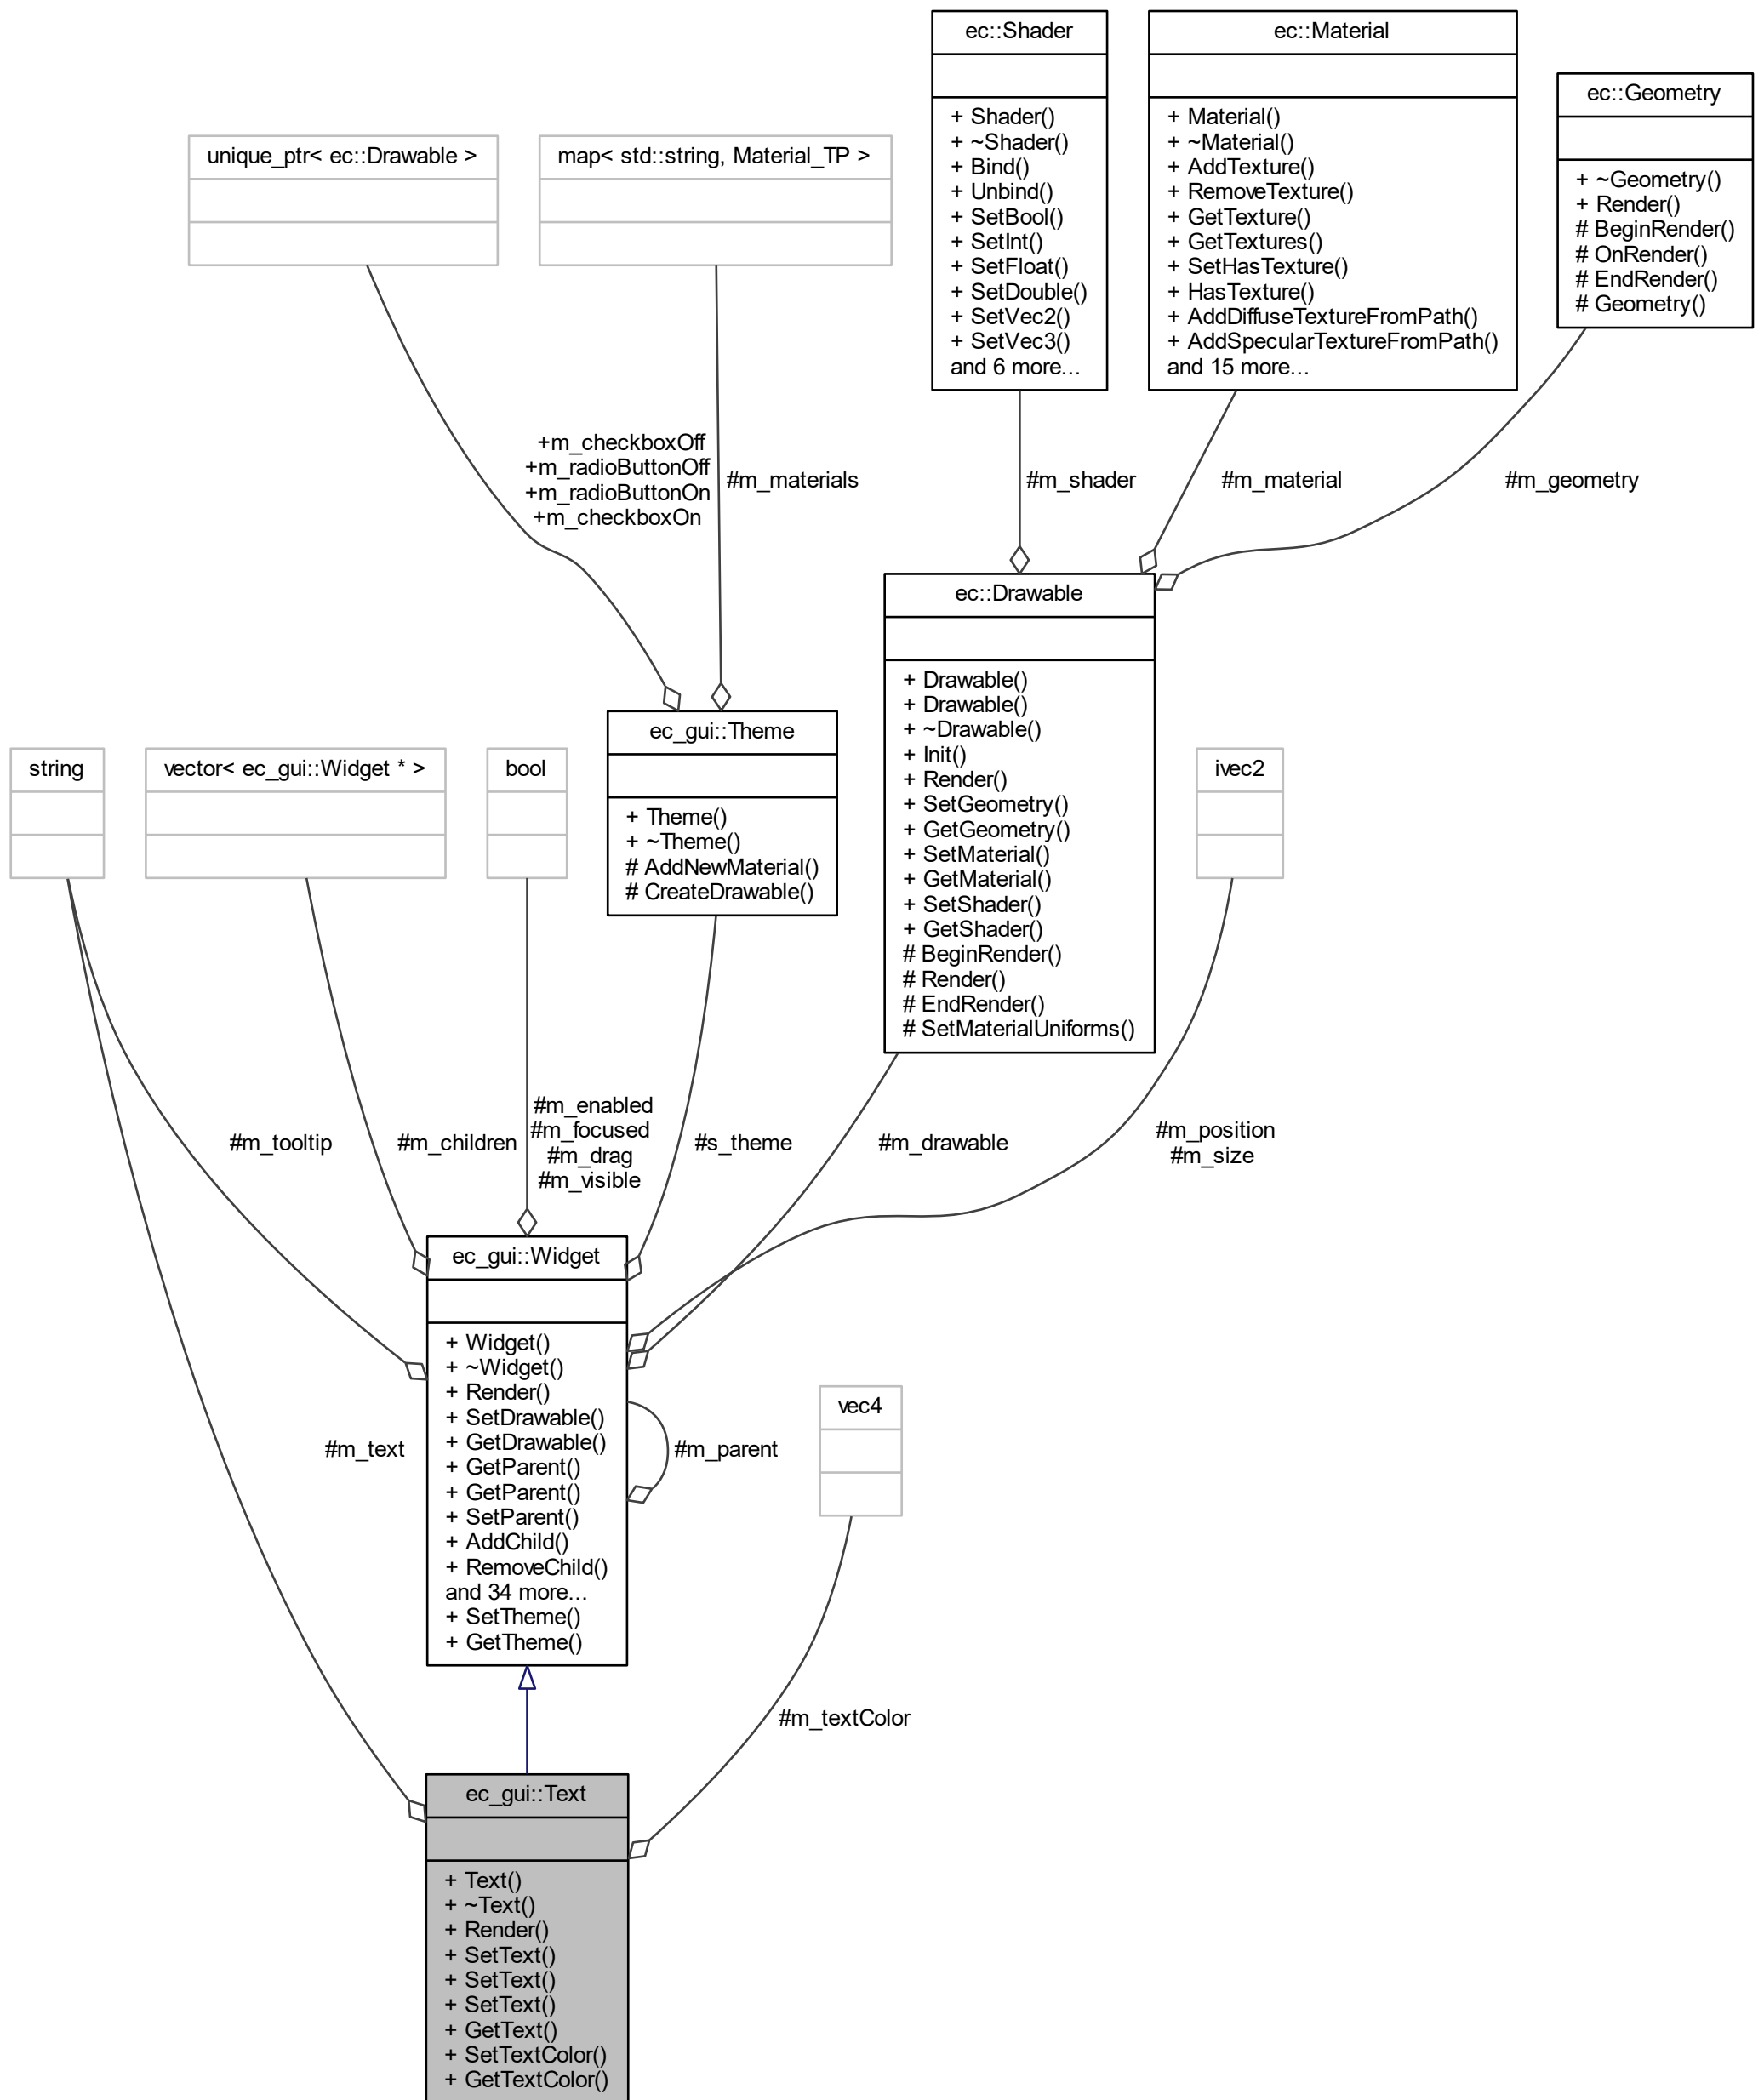 ec::Shader
+ Shader()
+ ~Shader()
+ Bind()
+ Unbind()
+ SetBool()
+ SetInt()
+ SetFloat()
+ SetDouble()
+ SetVec2()
+ SetVec3()
and 6 more...
ec::Material
+ Material()
+ ~Material()
+ AddTexture()
+ RemoveTexture()
+ GetTexture()
+ GetTextures()
+ SetHasTexture()
+ HasTexture()
+ AddDiffuseTextureFromPath()
+ AddSpecularTextureFromPath()
and 15 more...
ec::Geometry
+ ~Geometry()
+ Render()
# BeginRender()
# OnRender()
# EndRender()
# Geometry()
unique_ptr< ec::Drawable >
map< std::string, Material_TP >
+m_checkboxOff
+m_radioButtonOff
+m_radioButtonOn
+m_checkboxOn
#m_materials
#m_shader
#m_material
#m_geometry
ec::Drawable
+ Drawable()
+ Drawable()
+ ~Drawable()
+ Init()
+ Render()
+ SetGeometry()
+ GetGeometry()
+ SetMaterial()
+ GetMaterial()
+ SetShader()
+ GetShader()
# BeginRender()
# Render()
# EndRender()
# SetMaterialUniforms()
ec_gui::Theme
+ Theme()
+ ~Theme()
# AddNewMaterial()
# CreateDrawable()
string
vector< ec_gui::Widget * >
bool
ivec2
#m_tooltip
#m_children
#m_enabled
#m_focused
#m_drag
#m_visible
#s_theme
#m_drawable
#m_position
#m_size
ec_gui::Widget
+ Widget()
+ ~Widget()
+ Render()
+ SetDrawable()
+ GetDrawable()
+ GetParent()
+ GetParent()
+ SetParent()
+ AddChild()
+ RemoveChild()
and 34 more...
+ SetTheme()
+ GetTheme()
#m_text
#m_parent
vec4
#m_textColor
ec_gui::Text
+ Text()
+ ~Text()
+ Render()
+ SetText()
+ SetText()
+ SetText()
+ GetText()
+ SetTextColor()
+ GetTextColor()